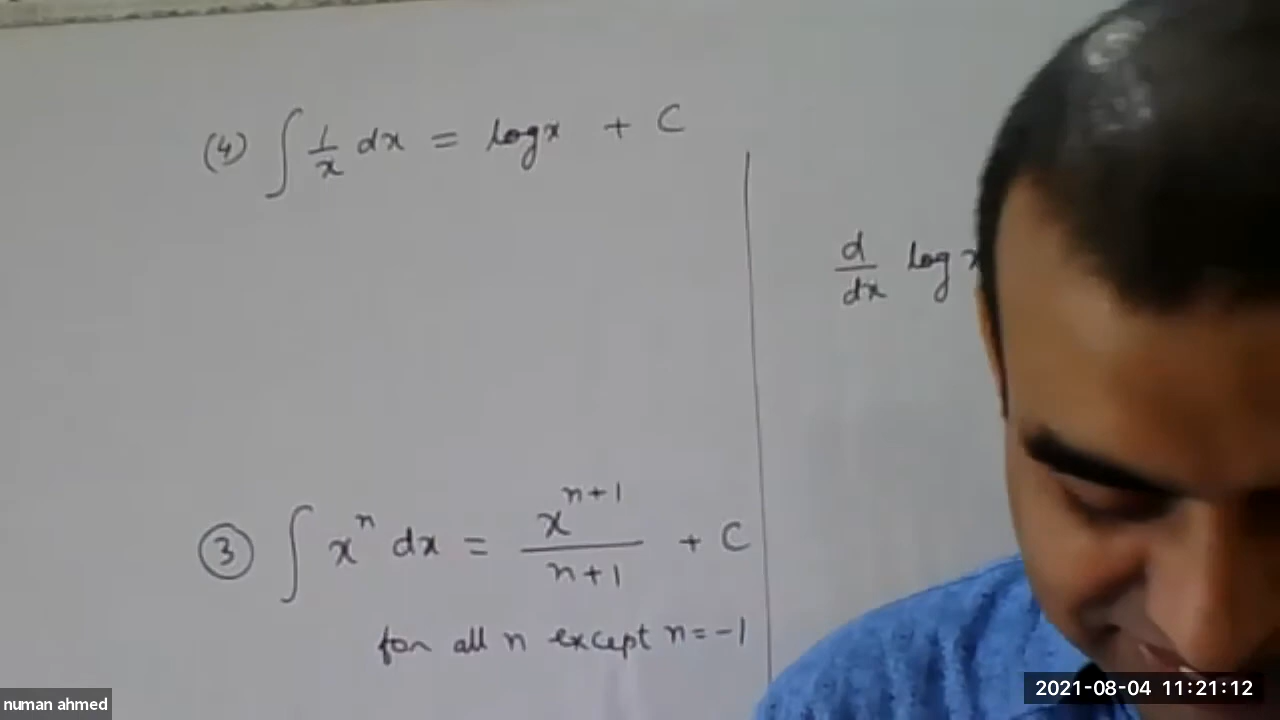 (4) ∫ 1/x dx = log x + C
d/dx log x
③ ∫ xⁿ dx = xⁿ⁺¹/n+1 + C
for all n except n = -1
numan ahmed
2021-08-04 11:21:12